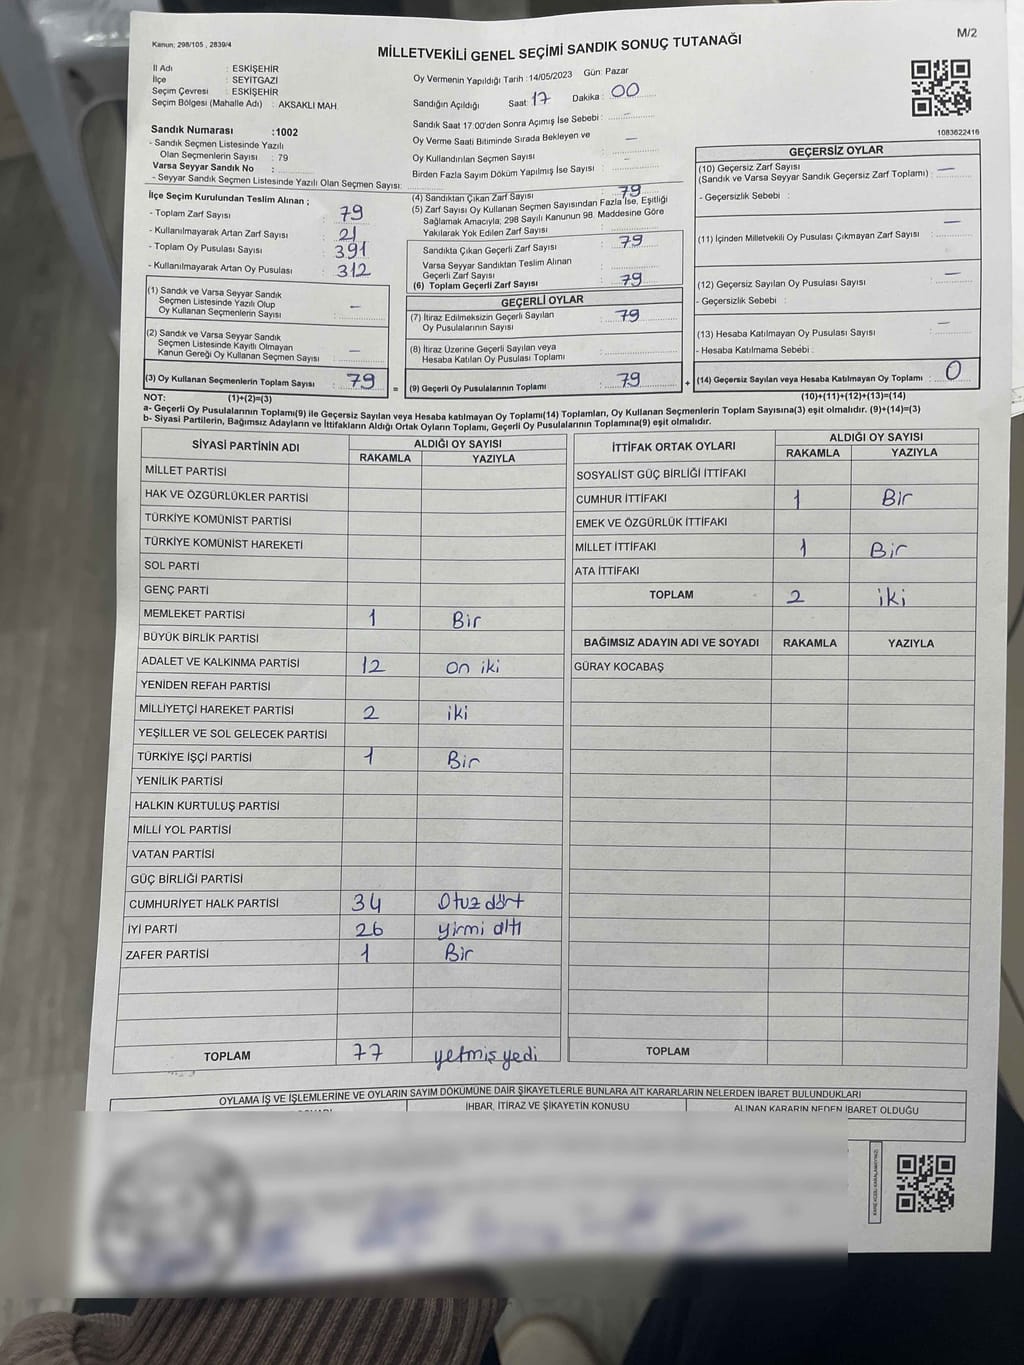 Kanun; 298/105 , 2839/4
M/2
MİLLETVEKİLİ GENEL SEÇİMİ SANDIK SONUÇ TUTANAĞI
İl Adı : ESKİŞEHİR
İlçe : SEYİTGAZİ
Seçim Çevresi : ESKİŞEHİR
Seçim Bölgesi (Mahalle Adı) : AKSAKLI MAH.
Oy Vermenin Yapıldığı Tarih :14/05/2023 Gün: Pazar
Sandığın Açıldığı Saat: 17 Dakika : 00
Sandık Saat 17:00'den Sonra Açımış İse Sebebi : –
Oy Verme Saati Bitiminde Sırada Bekleyen ve
Oy Kullandırılan Seçmen Sayısı –
Birden Fazla Sayım Döküm Yapılmış İse Sayısı : –
1083622416
Sandık Numarası :1002
- Sandık Seçmen Listesinde Yazılı
Olan Seçmenlerin Sayısı : 79
Varsa Seyyar Sandık No :
- Seyyar Sandık Seçmen Listesinde Yazılı Olan Seçmen Sayısı:
İlçe Seçim Kurulundan Teslim Alınan ;
- Toplam Zarf Sayısı : 79
- Kullanılmayarak Artan Zarf Sayısı : 21
- Toplam Oy Pusulası Sayısı : 391
- Kullanılmayarak Artan Oy Pusulası : 312
(1) Sandık ve Varsa Seyyar Sandık
Seçmen Listesinde Yazılı Olup
Oy Kullanan Seçmenlerin Sayısı : –
(2) Sandık ve Varsa Seyyar Sandık
Seçmen Listesinde Kayıtlı Olmayan
Kanun Gereği Oy Kullanan Seçmen Sayısı : –
(3) Oy Kullanan Seçmenlerin Toplam Sayısı : 79 =
(4) Sandıktan Çıkan Zarf Sayısı : 79
(5) Zarf Sayısı Oy Kullanan Seçmen Sayısından Fazla İse, Eşitliği
Sağlamak Amacıyla; 298 Sayılı Kanunun 98. Maddesine Göre
Yakılarak Yok Edilen Zarf Sayısı :
Sandıkta Çıkan Geçerli Zarf Sayısı : 79
Varsa Seyyar Sandıktan Teslim Alınan
Geçerli Zarf Sayısı :
(6) Toplam Geçerli Zarf Sayısı : 79
GEÇERLİ OYLAR
(7) İtiraz Edilmeksizin Geçerli Sayılan
Oy Pusulalarının Sayısı : 79
(8) İtiraz Üzerine Geçerli Sayılan veya
Hesaba Katılan Oy Pusulası Toplamı :
(9) Geçerli Oy Pusulalarının Toplamı : 79 +
GEÇERSİZ OYLAR
(10) Geçersiz Zarf Sayısı
(Sandık ve Varsa Seyyar Sandık Geçersiz Zarf Toplamı) : –
- Geçersizlik Sebebi :
(11) İçinden Milletvekili Oy Pusulası Çıkmayan Zarf Sayısı : –
(12) Geçersiz Sayılan Oy Pusulası Sayısı : –
- Geçersizlik Sebebi :
(13) Hesaba Katılmayan Oy Pusulası Sayısı : –
- Hesaba Katılmama Sebebi :
(14) Geçersiz Sayılan veya Hesaba Katılmayan Oy Toplamı : 0
NOT: (1)+(2)=(3) (10)+(11)+(12)+(13)=(14)
a- Geçerli Oy Pusulalarının Toplamı(9) ile Geçersiz Sayılan veya Hesaba katılmayan Oy Toplamı(14) Toplamları, Oy Kullanan Seçmenlerin Toplam Sayısına(3) eşit olmalıdır. (9)+(14)=(3)
b- Siyasi Partilerin, Bağımsız Adayların ve İttifakların Aldığı Ortak Oyların Toplamı, Geçerli Oy Pusulalarının Toplamına(9) eşit olmalıdır.
SİYASİ PARTİNİN ADI ALDIĞI OY SAYISI
RAKAMLA YAZIYLA
MİLLET PARTİSİ
HAK VE ÖZGÜRLÜKLER PARTİSİ
TÜRKİYE KOMÜNİST PARTİSİ
TÜRKİYE KOMÜNİST HAREKETİ
SOL PARTİ
GENÇ PARTİ
MEMLEKET PARTİSİ 1 Bir
BÜYÜK BİRLİK PARTİSİ
ADALET VE KALKINMA PARTİSİ 12 on iki
YENİDEN REFAH PARTİSİ
MİLLİYETÇİ HAREKET PARTİSİ 2 iki
YEŞİLLER VE SOL GELECEK PARTİSİ
TÜRKİYE İŞÇİ PARTİSİ 1 Bir
YENİLİK PARTİSİ
HALKIN KURTULUŞ PARTİSİ
MİLLİ YOL PARTİSİ
VATAN PARTİSİ
GÜÇ BİRLİĞİ PARTİSİ
CUMHURİYET HALK PARTİSİ 34 Otuz dört
İYİ PARTİ 26 yirmi altı
ZAFER PARTİSİ 1 Bir
TOPLAM 77 yetmiş yedi
İTTİFAK ORTAK OYLARI ALDIĞI OY SAYISI
RAKAMLA YAZIYLA
SOSYALİST GÜÇ BİRLİĞİ İTTİFAKI
CUMHUR İTTİFAKI 1 Bir
EMEK VE ÖZGÜRLÜK İTTİFAKI
MİLLET İTTİFAKI 1 Bir
ATA İTTİFAKI
TOPLAM 2 iki
BAĞIMSIZ ADAYIN ADI VE SOYADI RAKAMLA YAZIYLA
GÜRAY KOCABAŞ
TOPLAM
OYLAMA İŞ VE İŞLEMLERİNE VE OYLARIN SAYIM DÖKÜMÜNE DAİR ŞİKAYETLERLE BUNLARA AİT KARARLARIN NELERDEN İBARET BULUNDUKLARI
İHBAR, İTİRAZ VE ŞİKAYETİN KONUSU ALINAN KARARIN NEDEN İBARET OLDUĞU